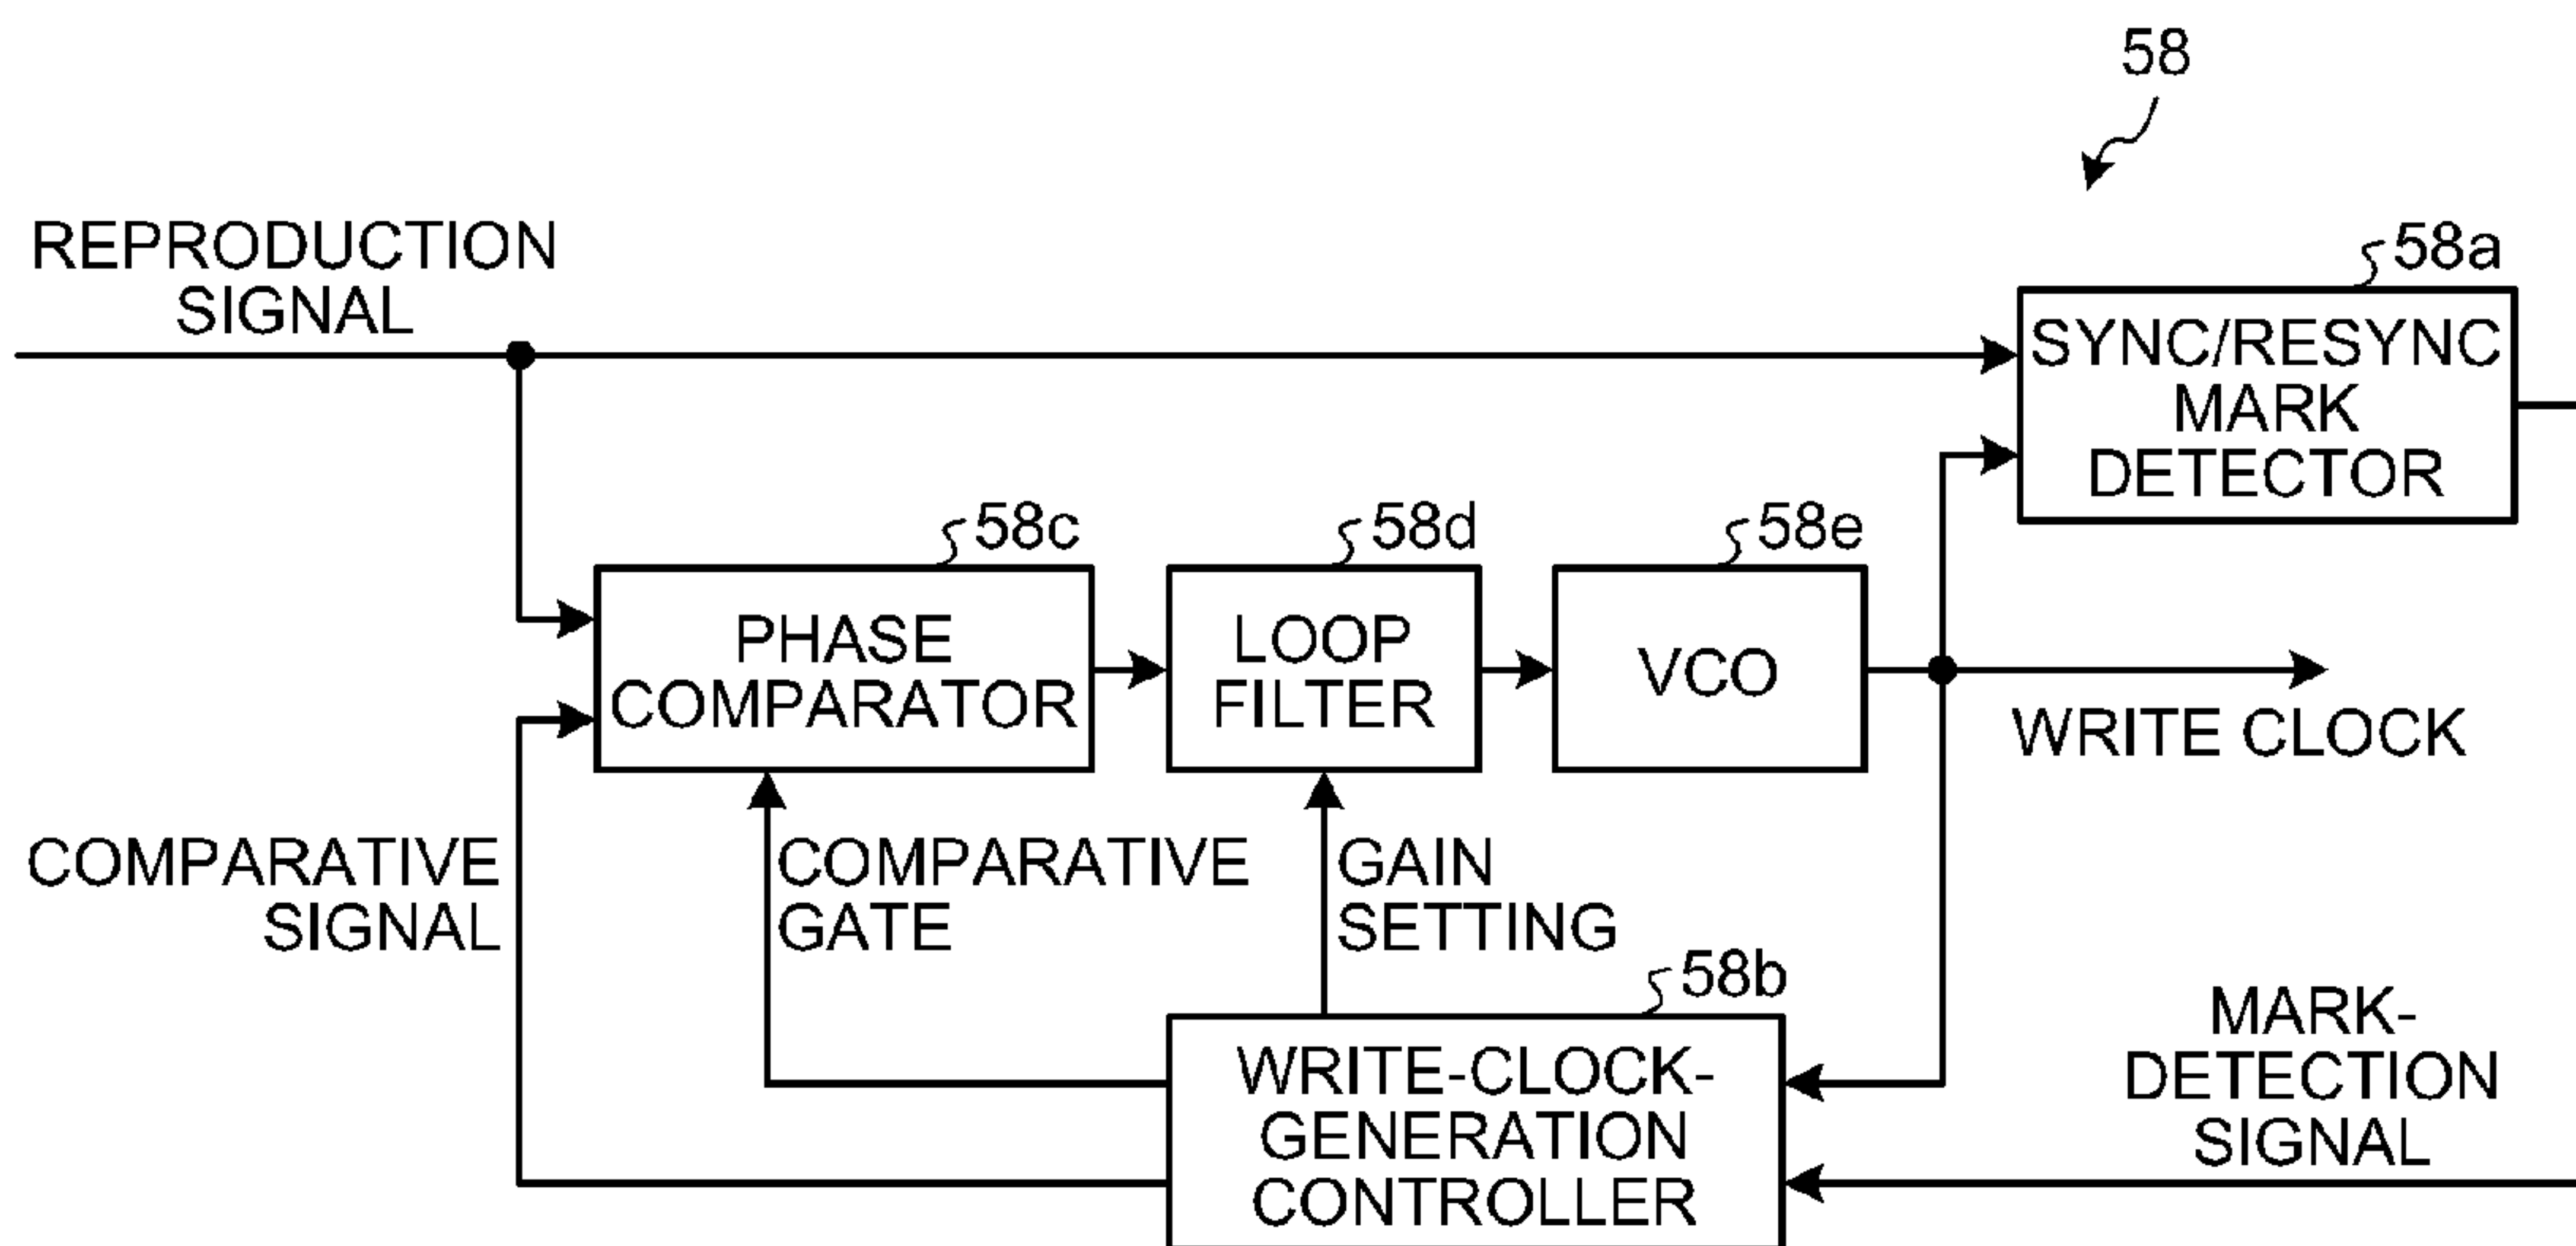 58
REPRODUCTION
SIGNAL
58a
SYNC/RESYNC
MARK
DETECTOR
58c
58d
58e
PHASE
COMPARATOR
LOOP
FILTER
VCO
WRITE CLOCK
COMPARATIVE
SIGNAL
COMPARATIVE
GATE
GAIN
SETTING
58b
WRITE-CLOCK-
GENERATION
CONTROLLER
MARK-
DETECTION
SIGNAL